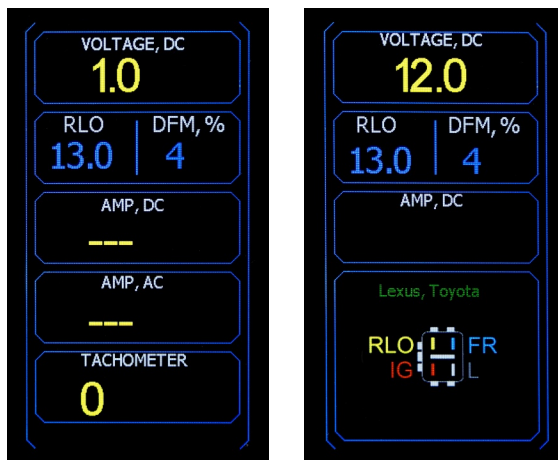 VOLTAGE, DC
1.0
RLO DFM, %
13.0 4
AMP, DC
---
AMP, AC
---
TACHOMETER
0
VOLTAGE, DC
12.0
RLO DFM, %
13.0 4
AMP, DC
Lexus, Toyota
RLO FR
IG L